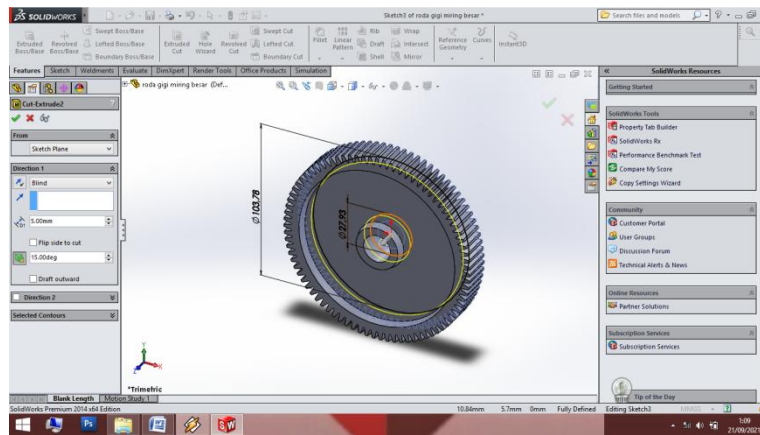 SOLIDWORKS
Sketch3 of roda gigi miring besar *
Search files and models
Extruded Boss/Base
Revolved Boss/Base
Swept Boss/Base
Lofted Boss/Base
Boundary Boss/Base
Extruded Cut
Hole Wizard
Revolved Cut
Swept Cut
Lofted Cut
Boundary Cut
Fillet
Linear Pattern
Rib
Draft
Shell
Wrap
Intersect
Mirror
Reference Geometry
Curves
Instant3D
Features
Sketch
Weldments
Evaluate
DimXpert
Render Tools
Office Products
Simulation
roda gigi miring besar (Def...
Cut-Extrude2
From
Sketch Plane
Direction 1
Blind
5.00mm
Flip side to cut
15.00deg
Draft outward
Direction 2
Selected Contours
Ø103,78
Ø27,93
*Trimetric
SolidWorks Resources
Getting Started
SolidWorks Tools
Property Tab Builder
SolidWorks Rx
Performance Benchmark Test
Compare My Score
Copy Settings Wizard
Community
Customer Portal
User Groups
Discussion Forum
Technical Alerts & News
Online Resources
Partner Solutions
Subscription Services
Subscription Services
Tip of the Day
Blank Length
Motion Study 1
SolidWorks Premium 2014 x64 Edition
10.84mm
5.7mm
0mm
Fully Defined
Editing Sketch3
MMGS
Ps
SW
1:09
21/09/2021